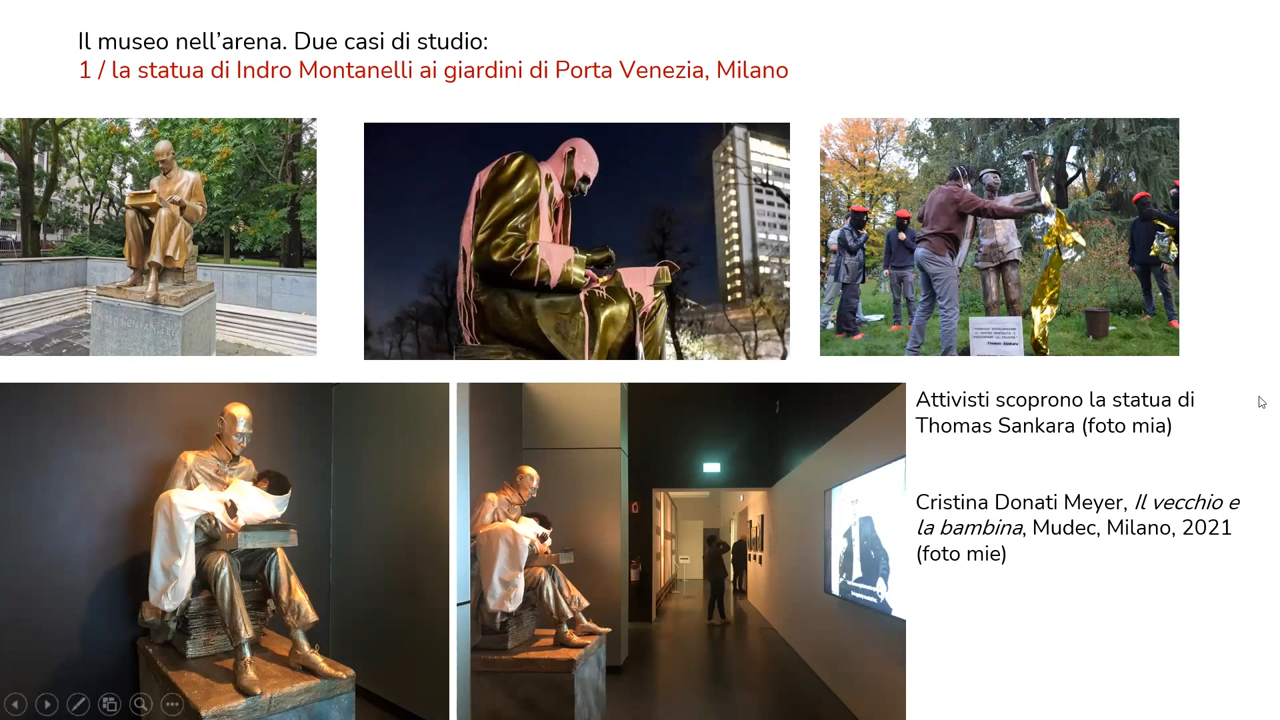 Il museo nell’arena. Due casi di studio:
1 / la statua di Indro Montanelli ai giardini di Porta Venezia, Milano
Attivisti scoprono la statua di
Thomas Sankara (foto mia)
Cristina Donati Meyer, Il vecchio e
la bambina, Mudec, Milano, 2021
(foto mie)